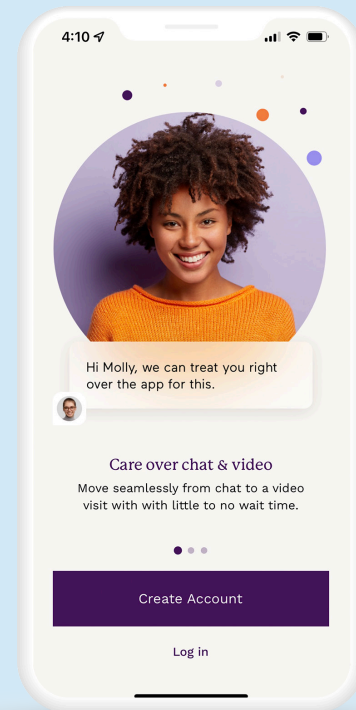 4:10
Hi Molly, we can treat you right
over the app for this.
Care over chat & video
Move seamlessly from chat to a video
visit with with little to no wait time.
Create Account
Log in